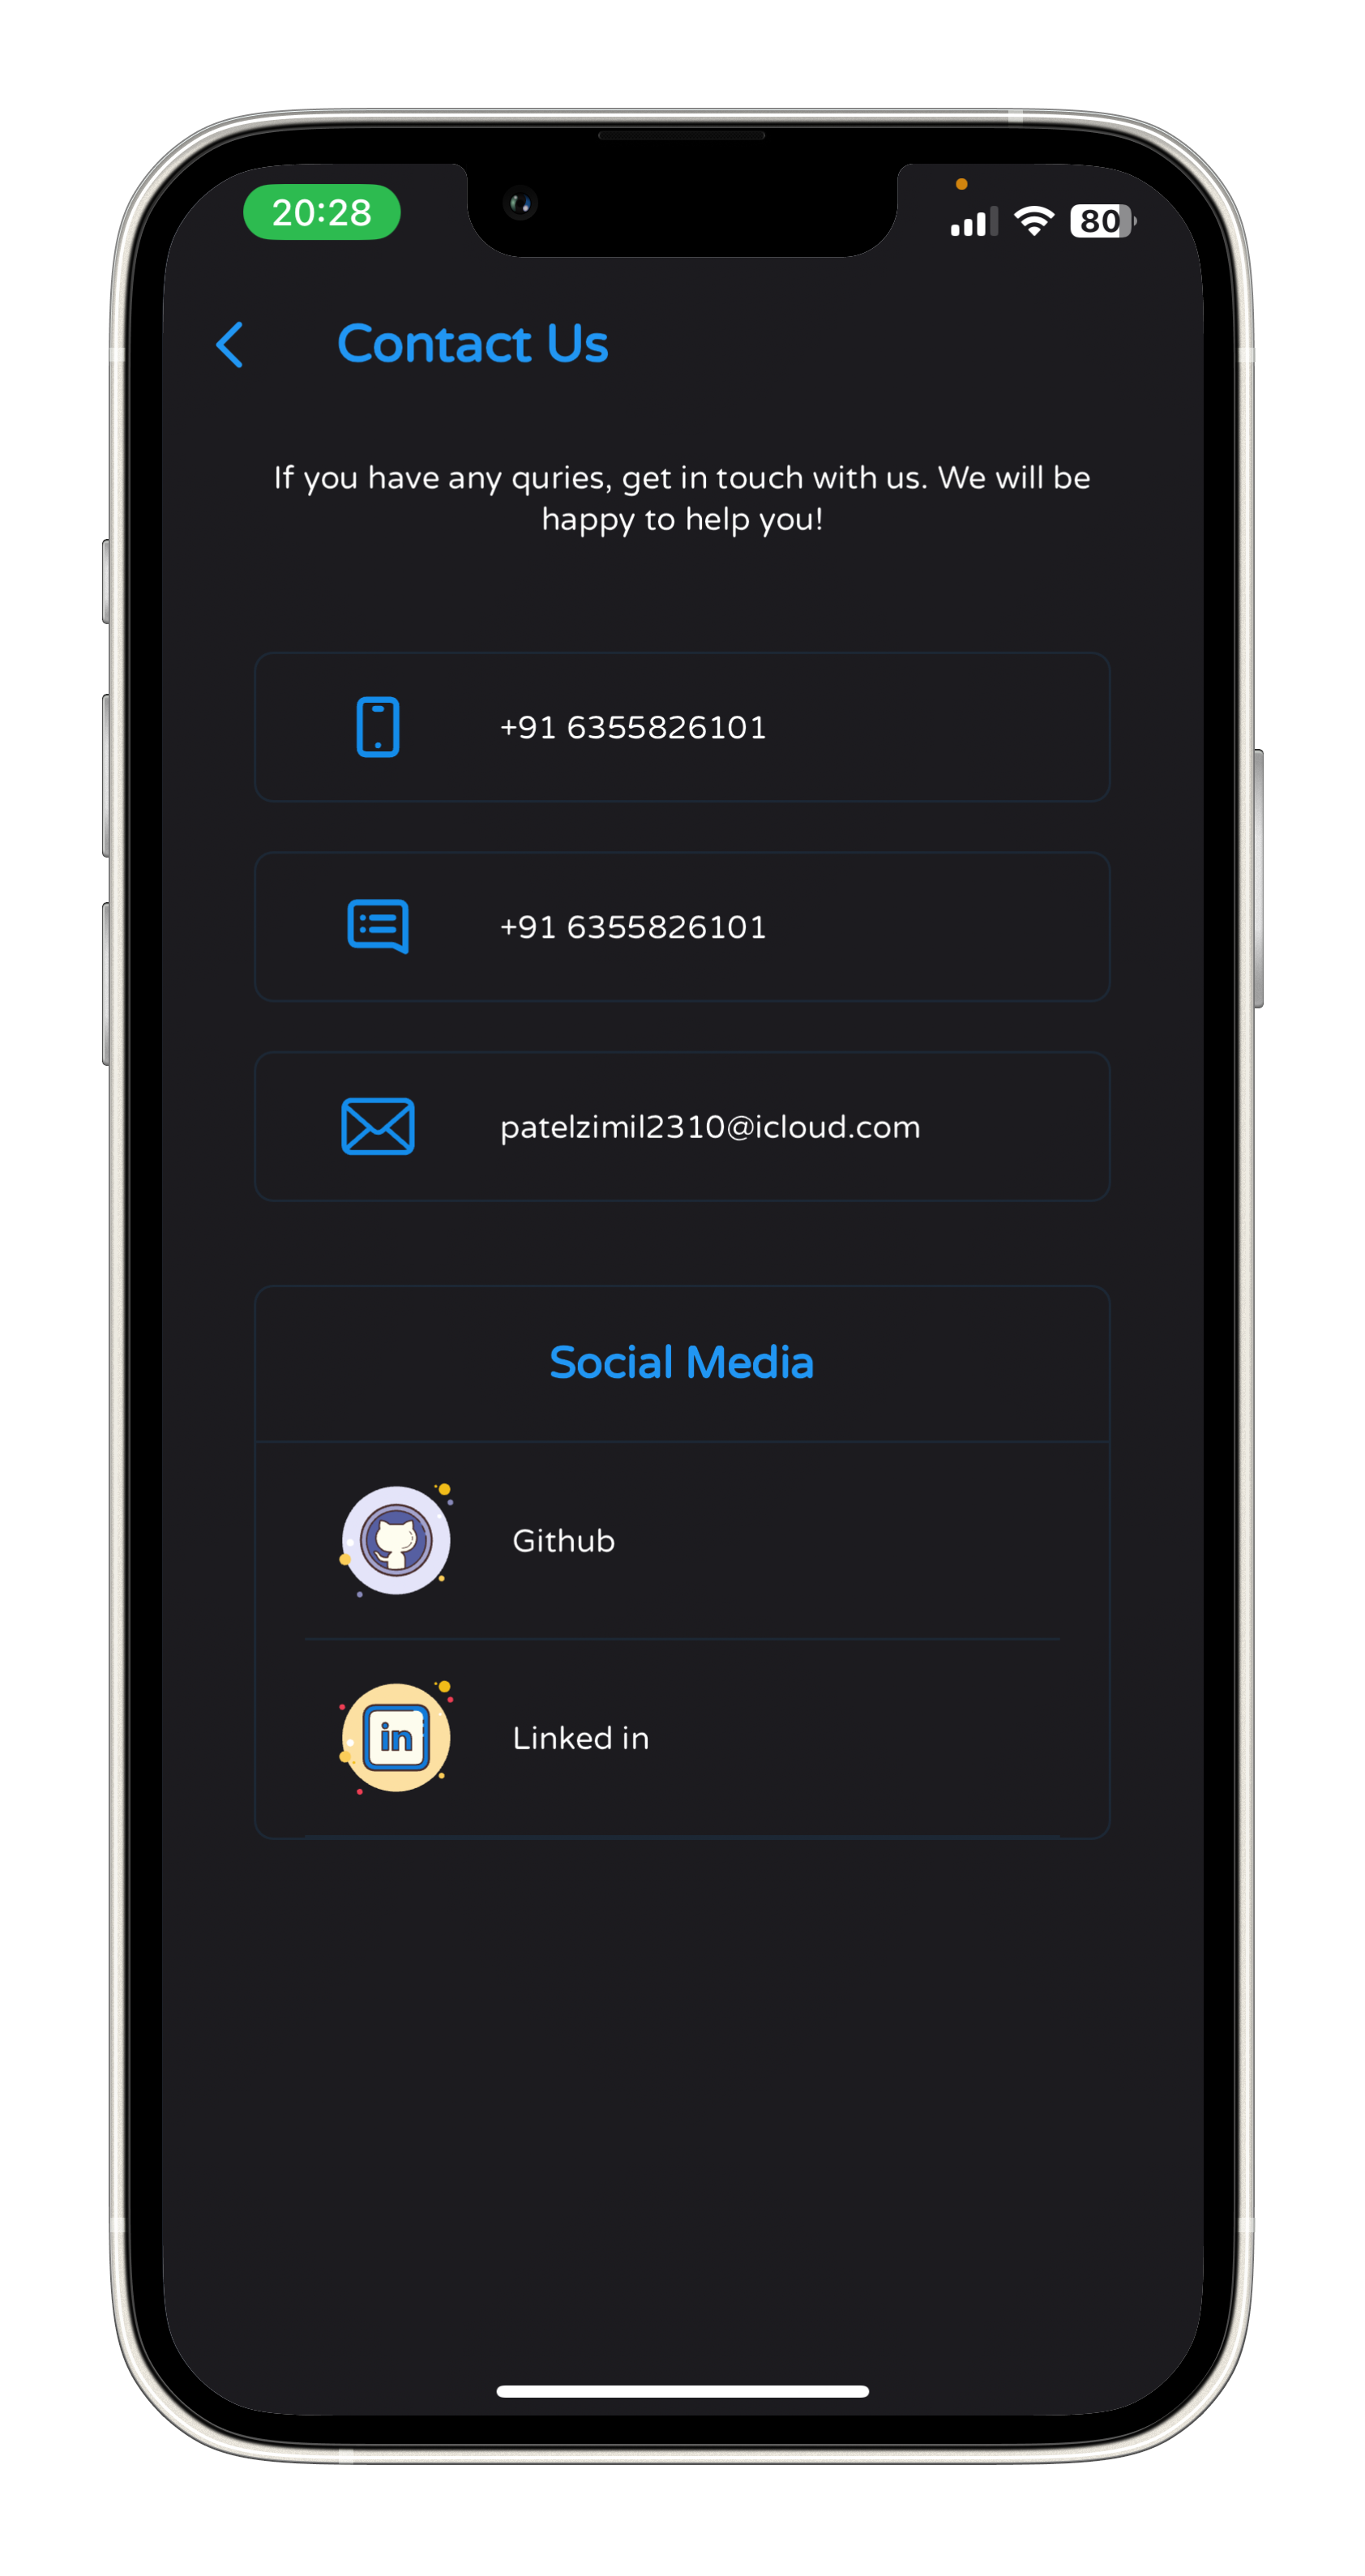 20:28
80
Contact Us
If you have any quries, get in touch with us. We will be
happy to help you!
+91 6355826101
+91 6355826101
patelzimil2310@icloud.com
Social Media
Github
in
Linked in